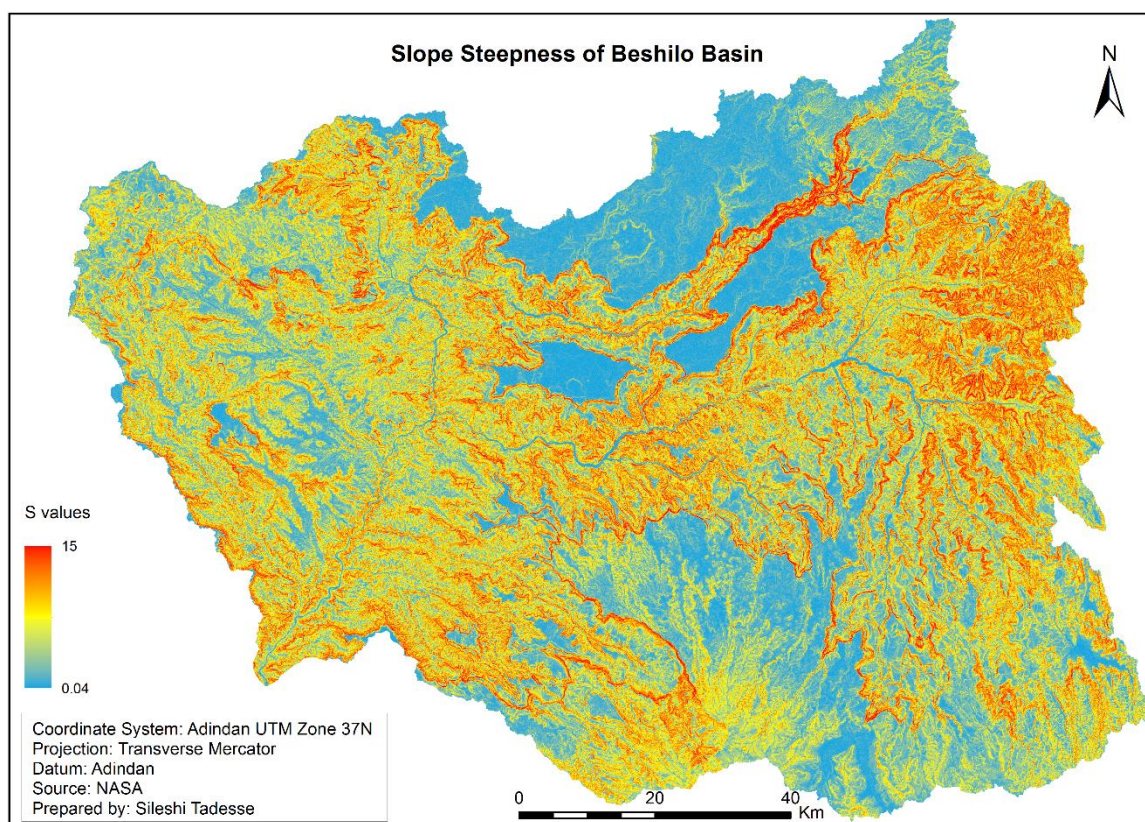 Slope Steepness of Beshilo Basin
N
S values
15
0.04
Coordinate System: Adindan UTM Zone 37N
Projection: Transverse Mercator
Datum: Adindan
Source: NASA
Prepared by: Sileshi Tadesse
0 20 40
Km